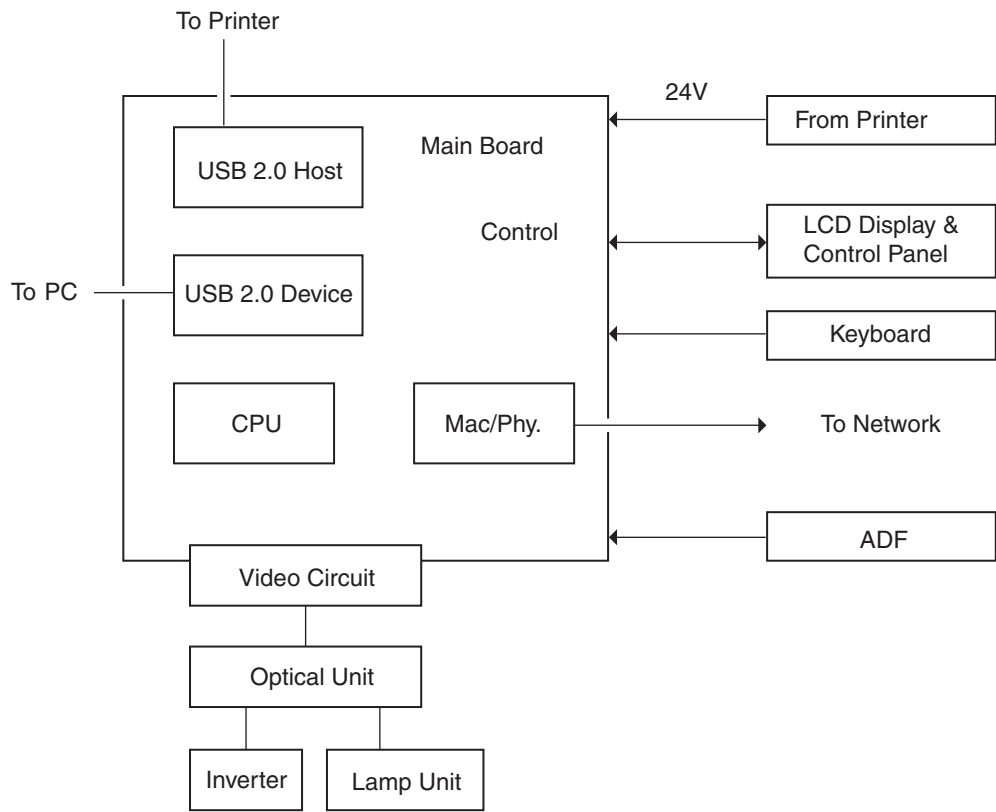 To Printer
24V
From Printer
Main Board
USB 2.0 Host
LCD Display &
Control Panel
Control
To PC
USB 2.0 Device
Keyboard
CPU
Mac/Phy.
To Network
ADF
Video Circuit
Optical Unit
Inverter
Lamp Unit